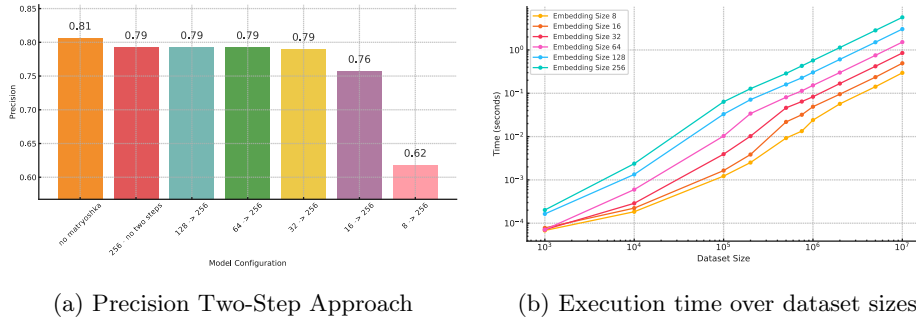 0.85
0.80
0.75
0.70
0.65
0.60
Precision
0.81
0.79
0.79
0.79
0.79
0.76
0.62
no matryoshka
256 - no two steps
128 -> 256
64 -> 256
32 -> 256
16 -> 256
8 -> 256
Model Configuration
(a) Precision Two-Step Approach
Time (seconds)
10⁰
10⁻¹
10⁻²
10⁻³
10⁻⁴
Embedding Size 8
Embedding Size 16
Embedding Size 32
Embedding Size 64
Embedding Size 128
Embedding Size 256
10³
10⁴
10⁵
10⁶
10⁷
Dataset Size
(b) Execution time over dataset sizes